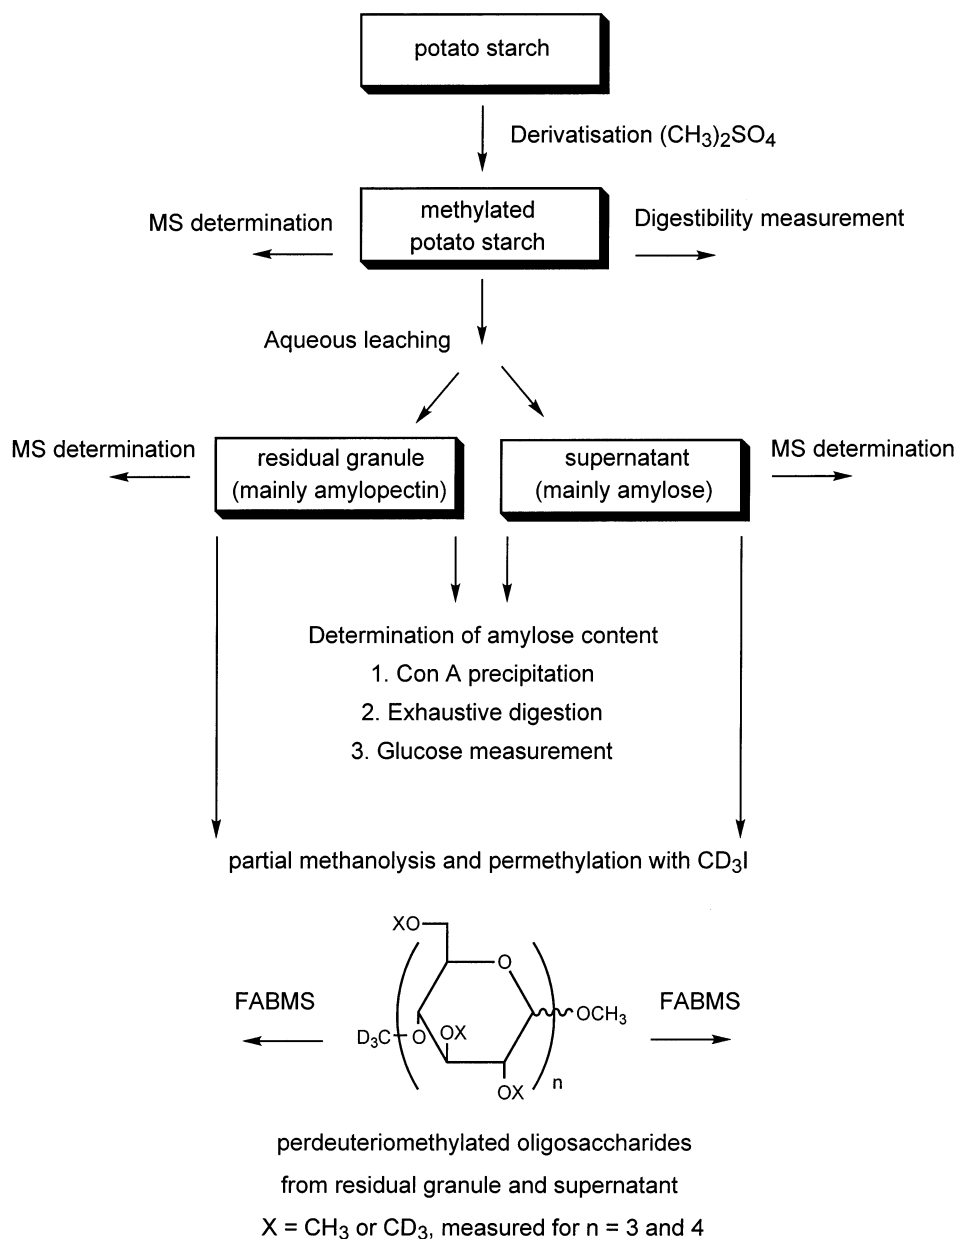 potato starch
Derivatisation (CH3)2SO4
methylated
potato starch
MS determination
Digestibility measurement
Aqueous leaching
MS determination
residual granule
(mainly amylopectin)
supernatant
(mainly amylose)
MS determination
Determination of amylose content
1. Con A precipitation
2. Exhaustive digestion
3. Glucose measurement
partial methanolysis and permethylation with CD3I
XO
O
FABMS
FABMS
D3C
O
OX
OCH3
OX
n
perdeuteriomethylated oligosaccharides
from residual granule and supernatant
X = CH3 or CD3, measured for n = 3 and 4